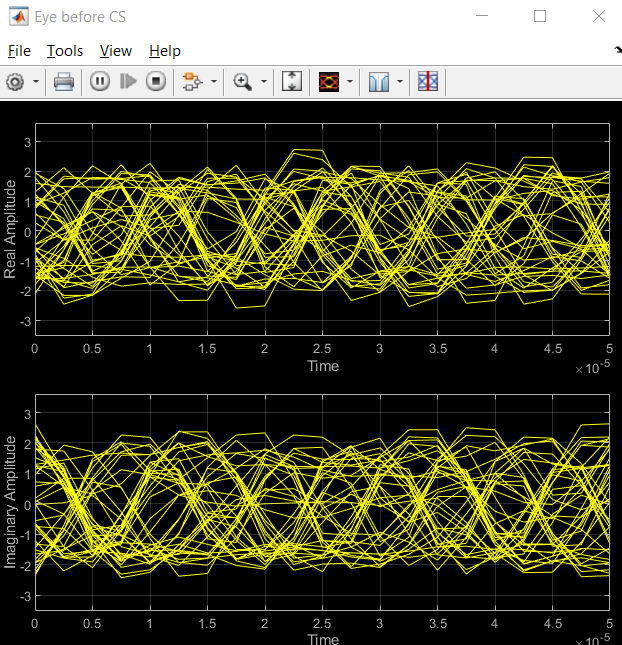 Eye before CS
File Tools View Help
3
2
1
0
-1
-2
-3
Real Amplitude
0 0.5 1 1.5 2 2.5 3 3.5 4 4.5 5
Time
×10-5
3
2
1
0
-1
-2
-3
Imaginary Amplitude
0 0.5 1 1.5 2 2.5 3 3.5 4 4.5 5
Time
×10-5